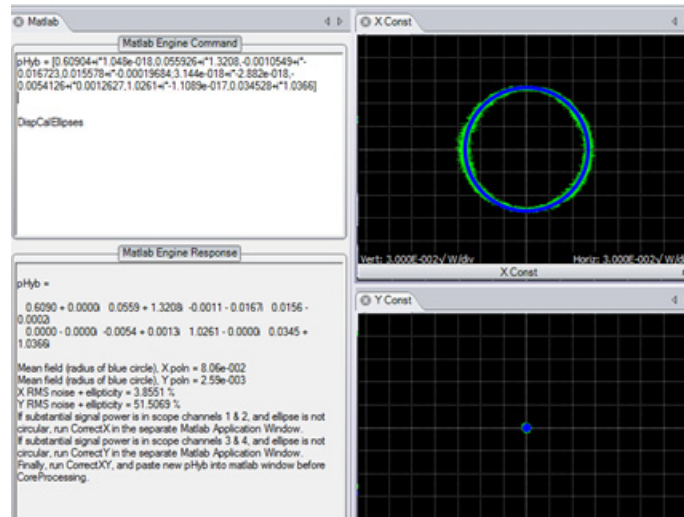 Matlab
Matlab Engine Command
pHyb = [0.60904+i*1.048e-018,0.055926+i*1.3208,-0.0010549+i*-
0.016723,0.015578+i*-0.00019684;3.144e-018+i*-2.882e-018,-
0.0054126+i*0.0012627,1.0261+i*-1.1089e-017,0.034528+i*1.0366]
DispCalEllipses
Matlab Engine Response
pHyb =
0.6090 + 0.0000i 0.0559 + 1.3208i -0.0011 - 0.0167i 0.0156 -
0.0002i
0.0000 - 0.0000i -0.0054 + 0.0013i 1.0261 - 0.0000i 0.0345 +
1.0366i
Mean field (radius of blue circle), X poln = 8.06e-002
Mean field (radius of blue circle), Y poln = 2.59e-003
X RMS noise + ellipticity = 3.8551 %
Y RMS noise + ellipticity = 51.5069 %
If substantial signal power is in scope channels 1 & 2, and ellipse is not
circular, run CorrectX in the separate Matlab Application Window.
If substantial signal power is in scope channels 3 & 4, and ellipse is not
circular, run CorrectY in the separate Matlab Application Window.
Finally, run CorrectXY, and paste new pHyb into matlab window before
CoreProcessing.
X Const
Vert: 3.000E-002√W/div Horiz: 3.000E-002√W/di
X Const
Y Const